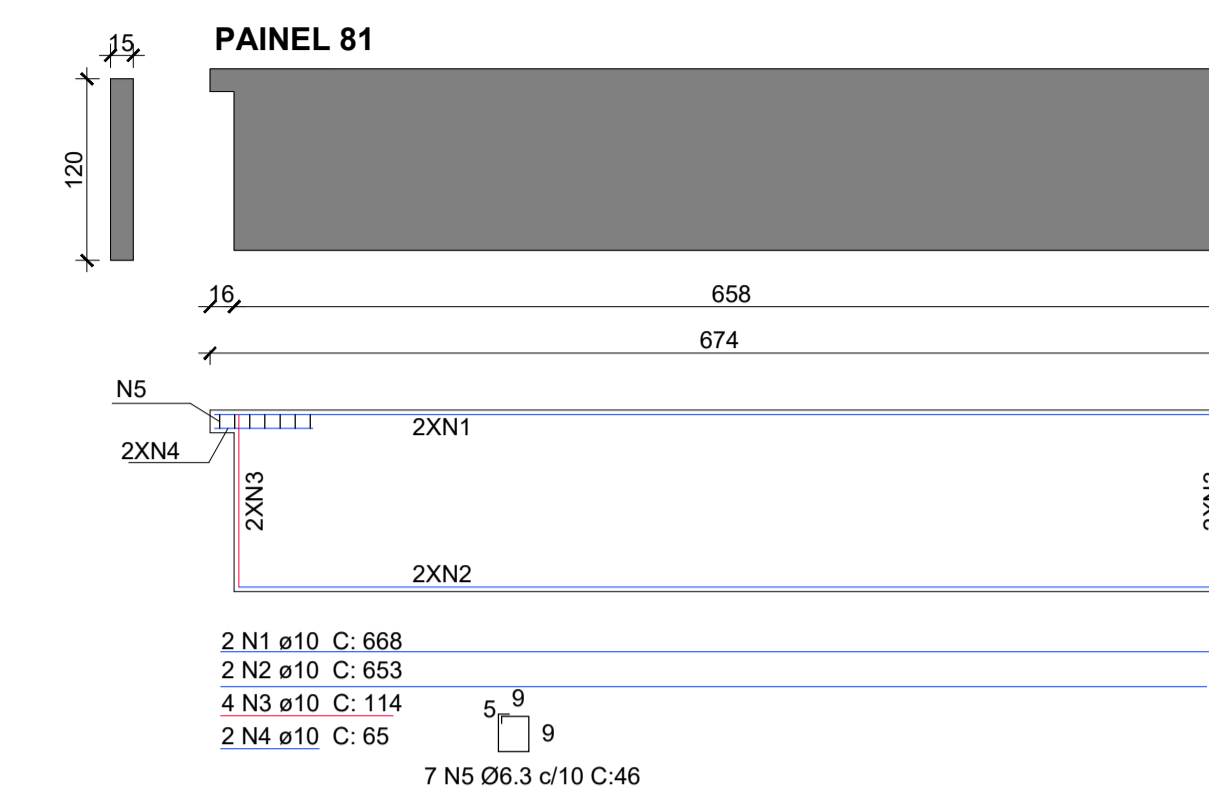 PAINEL 81
15
120
16
658
674
N5
2XN1
2XN4
2XN3
2XN2
2 N1 ø10 C: 668
2 N2 ø10 C: 653
4 N3 ø10 C: 114
2 N4 ø10 C: 65
5
9
9
7 N5 Ø6.3 c/10 C:46